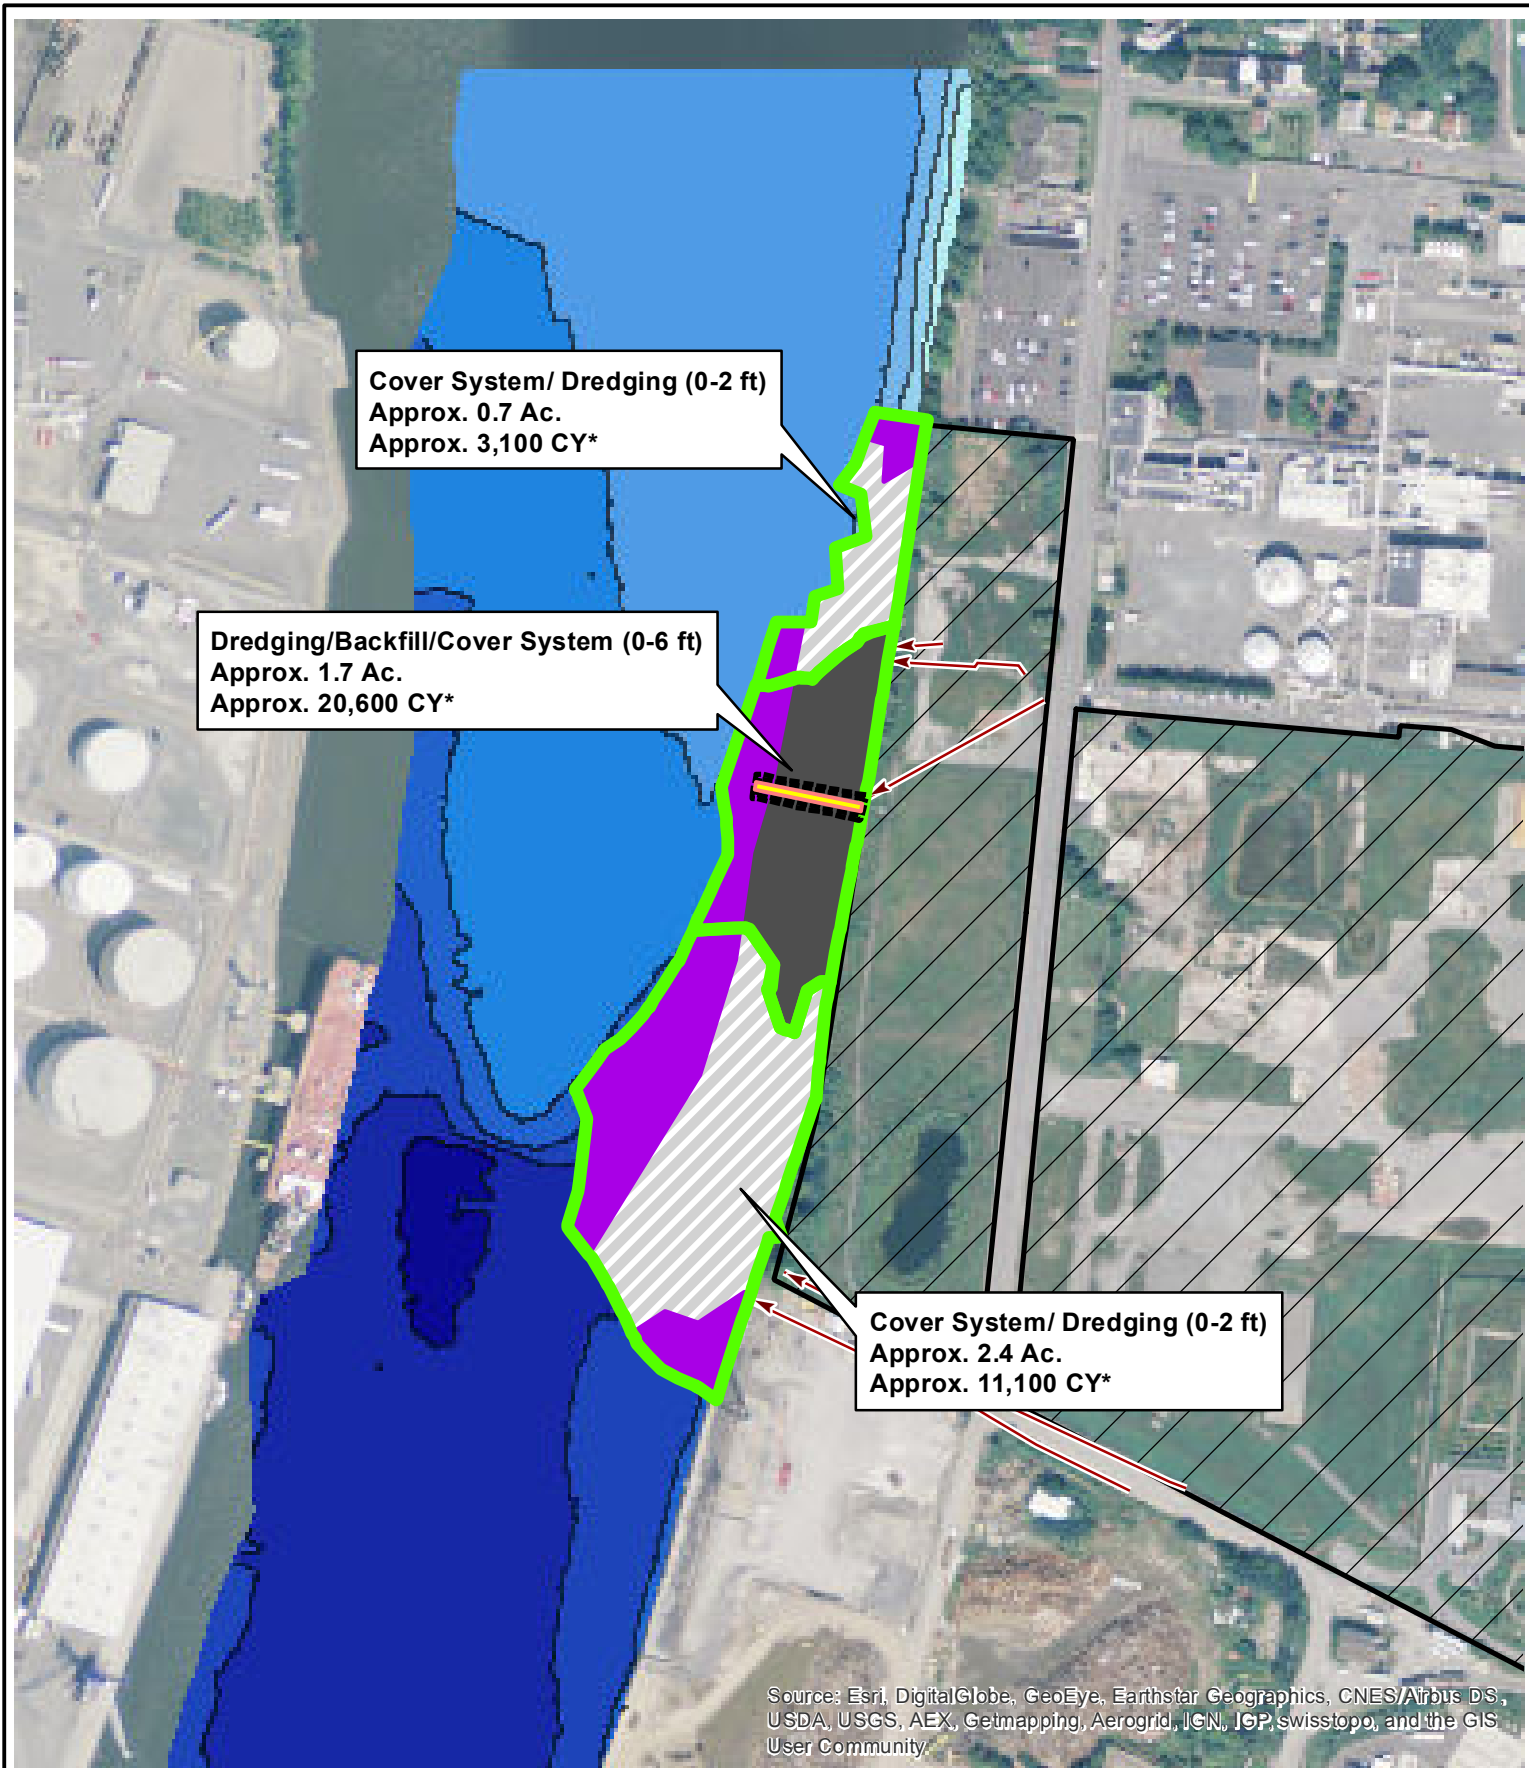 Cover System/ Dredging (0-2 ft)
Approx. 0.7 Ac.
Approx. 3,100 CY*
Dredging/Backfill/Cover System (0-6 ft)
Approx. 1.7 Ac.
Approx. 20,600 CY*
Cover System/ Dredging (0-2 ft)
Approx. 2.4 Ac.
Approx. 11,100 CY*
Source: Esri, DigitalGlobe, GeoEye, Earthstar Geographics, CNES/Airbus DS,
USDA, USGS, AEX, Getmapping, Aerogrid, IGN, IGP, swisstopo, and the GIS
User Community